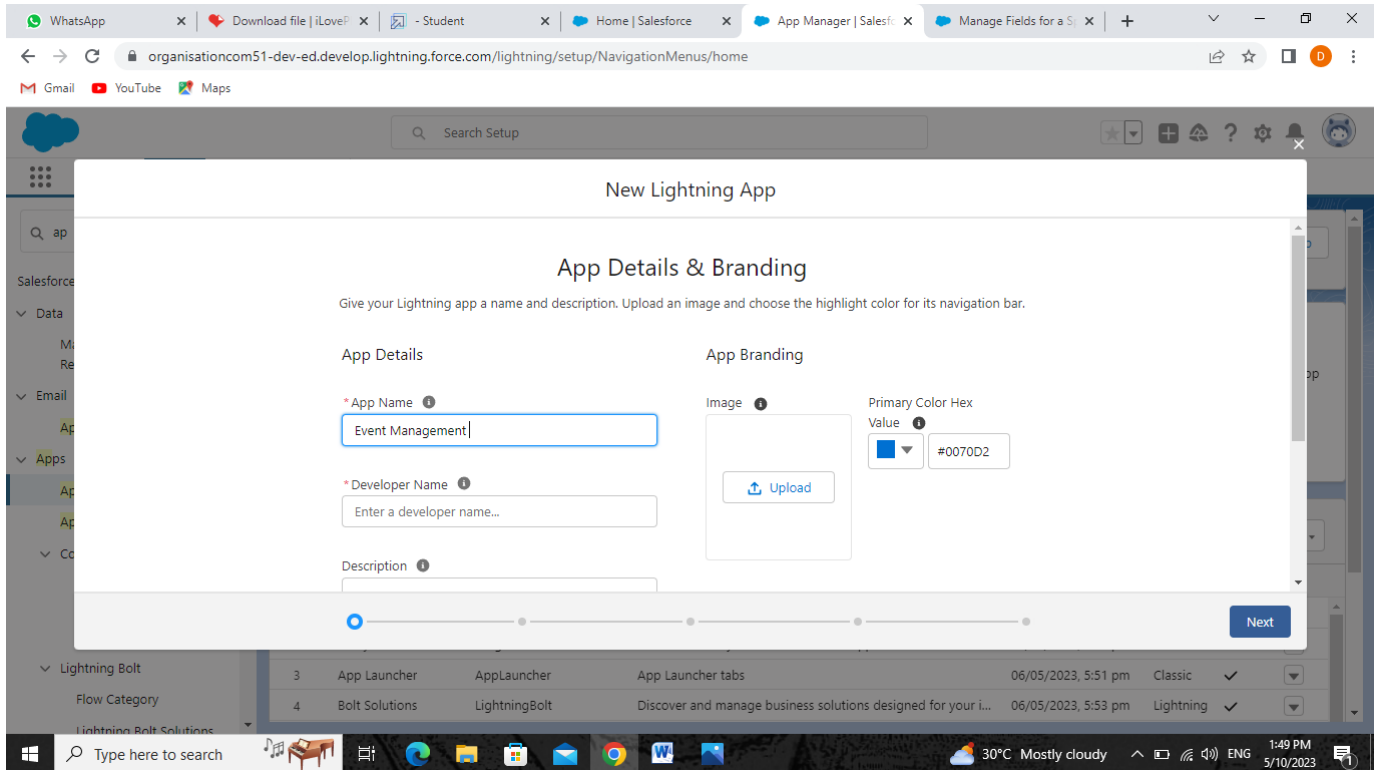 WhatsApp
Download file | iLoveP
- Student
Home | Salesforce
App Manager | Salesfo
Manage Fields for a Sp
organisationcom51-dev-ed.develop.lightning.force.com/lightning/setup/NavigationMenus/home
D
Gmail YouTube Maps
Search Setup
New Lightning App
ap
App Details & Branding
Give your Lightning app a name and description. Upload an image and choose the highlight color for its navigation bar.
Salesforce
Data
App Details
App Branding
Re
Email
*App Name
Image
Primary Color Hex
Value
Ap
Event Management
#0070D2
Apps
*Developer Name
Upload
Ap
Enter a developer name...
Ap
Co
Description
Next
Lightning Bolt
3 App Launcher AppLauncher App Launcher tabs 06/05/2023, 5:51 pm Classic
Flow Category
4 Bolt Solutions LightningBolt Discover and manage business solutions designed for your i... 06/05/2023, 5:53 pm Lightning
Lightning Bolt Solutions
Type here to search
W
30°C Mostly cloudy
ENG
1:49 PM
5/10/2023
1